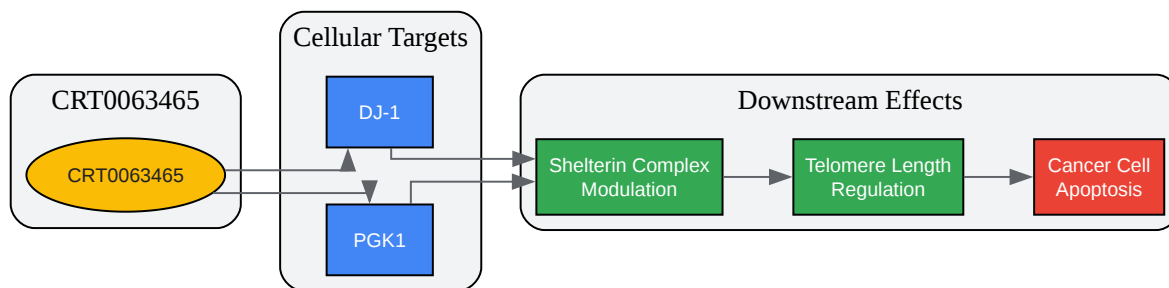 CRT0063465
CRT0063465
Cellular Targets
DJ-1
PGK1
Downstream Effects
Shelterin Complex
Modulation
Telomere Length
Regulation
Cancer Cell
Apoptosis